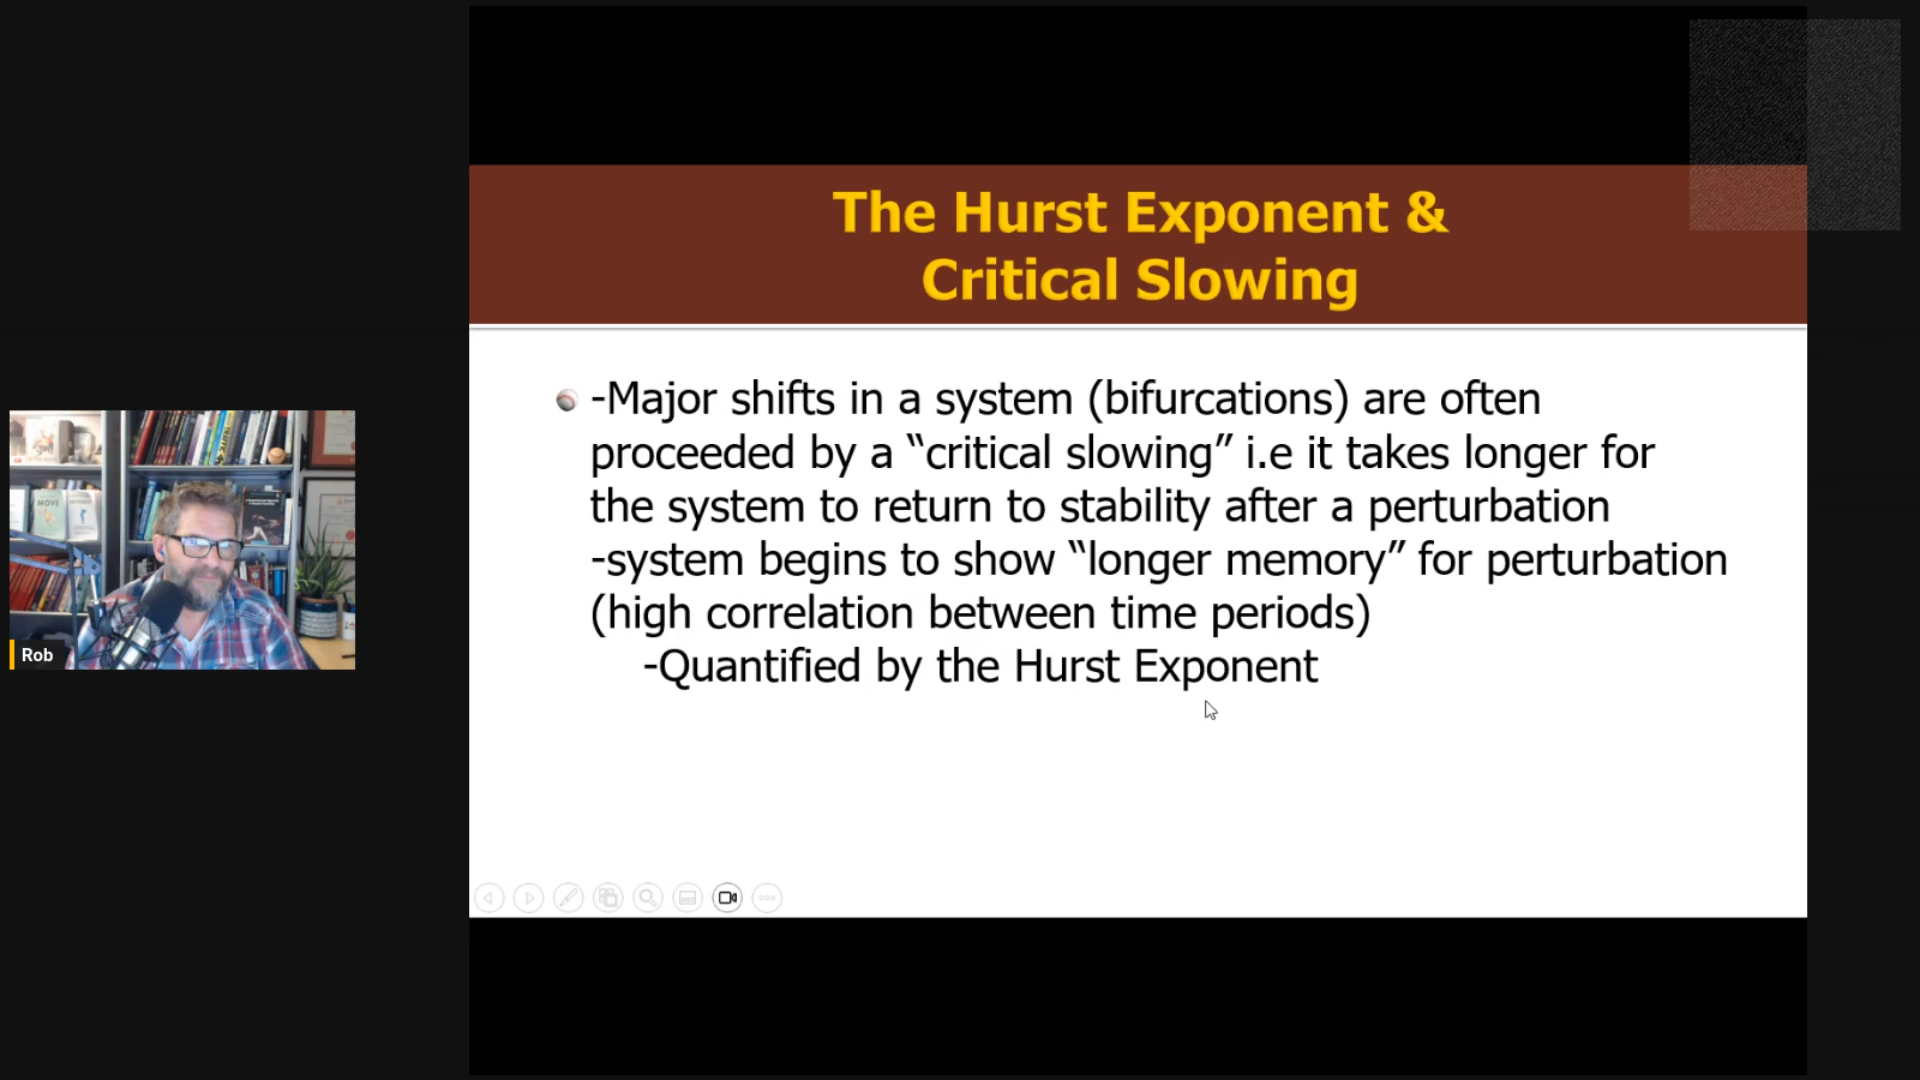 The Hurst Exponent &
Critical Slowing
-Major shifts in a system (bifurcations) are often
proceeded by a “critical slowing” i.e it takes longer for
the system to return to stability after a perturbation
-system begins to show “longer memory” for perturbation
(high correlation between time periods)
-Quantified by the Hurst Exponent
MOVE
Rob